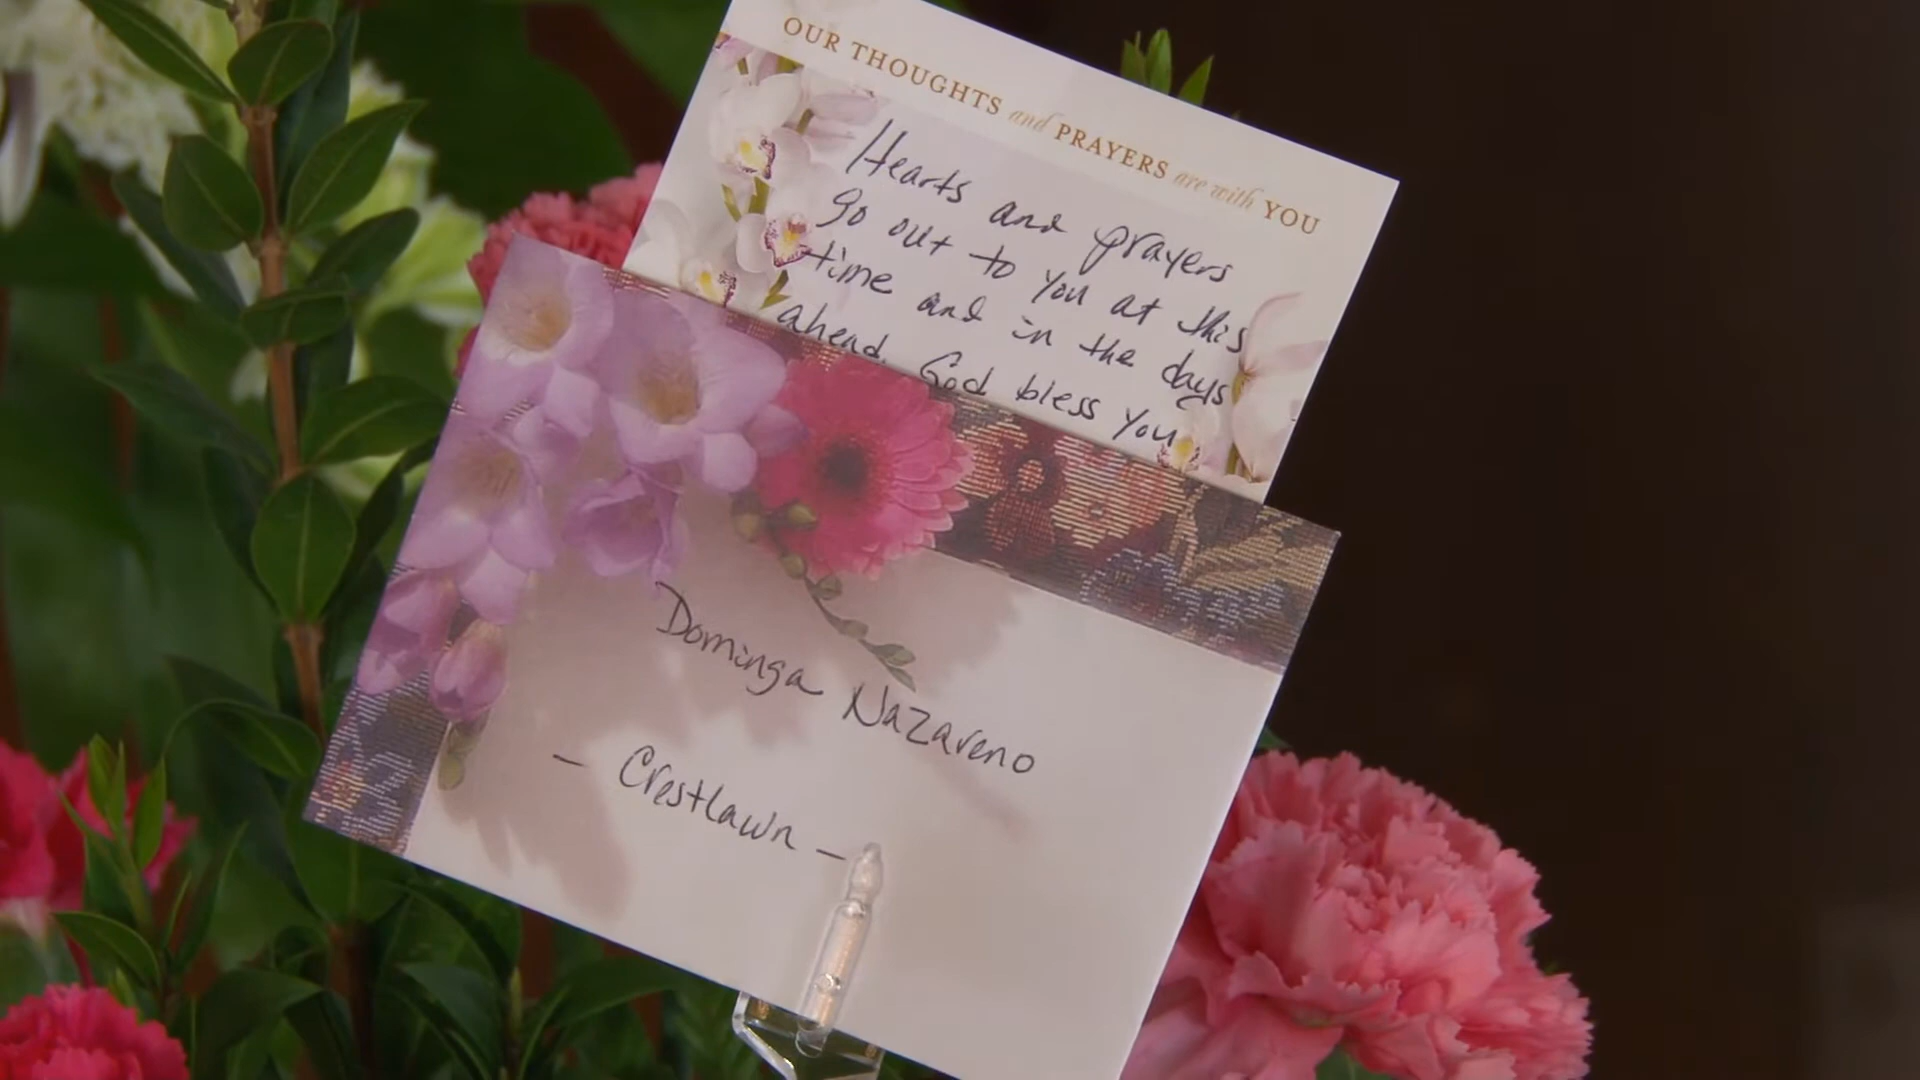 OUR THOUGHTS and PRAYERS are with YOU
Hearts and prayers
go out to you at this
time and in the days
ahead. God bless you.
Dominga Nazareno
- Crestlawn -